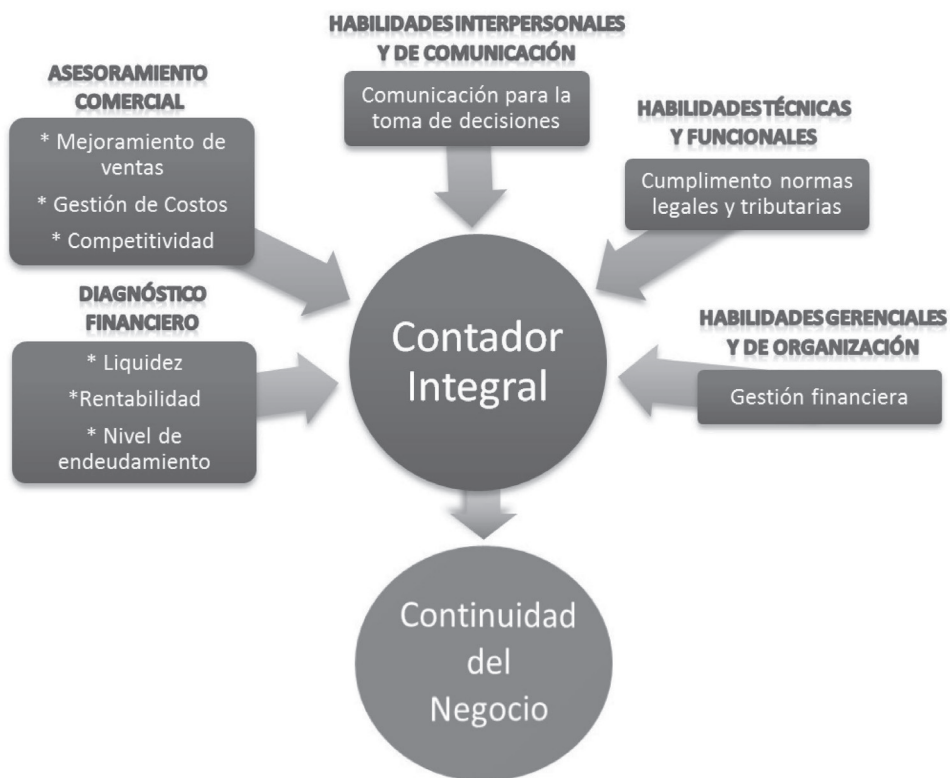 HABILIDADES INTERPERSONALES
Y DE COMUNICACIÓN
Comunicación para la
toma de decisiones
ASESORAMIENTO
COMERCIAL
* Mejoramiento de
ventas
* Gestión de Costos
* Competitividad
HABILIDADES TÉCNICAS
Y FUNCIONALES
Cumplimento normas
legales y tributarias
DIAGNÓSTICO
FINANCIERO
* Liquidez
*Rentabilidad
* Nivel de
endeudamiento
HABILIDADES GERENCIALES
Y DE ORGANIZACIÓN
Gestión financiera
Contador
Integral
Continuidad
del
Negocio